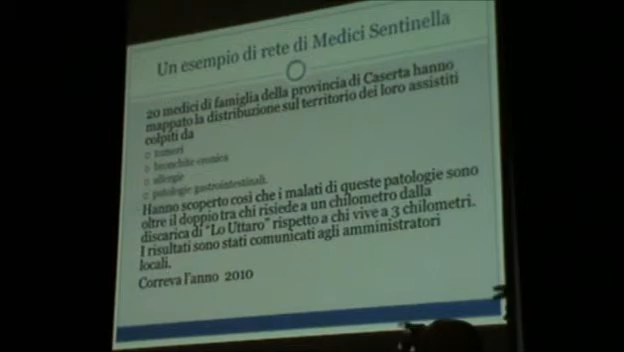 Un esempio di rete di Medici Sentinella
20 medici di famiglia della provincia di Caserta hanno
mappato la distribuzione sul territorio dei loro assistiti
colpiti da
tumori
bronchite cronica
allergie
patologie gastrointestinali.
Hanno scoperto così che i malati di queste patologie sono
oltre il doppio tra chi risiede a un chilometro dalla
discarica di "Lo Uttaro" rispetto a chi vive a 3 chilometri.
I risultati sono stati comunicati agli amministratori
locali.
Correva l'anno 2010